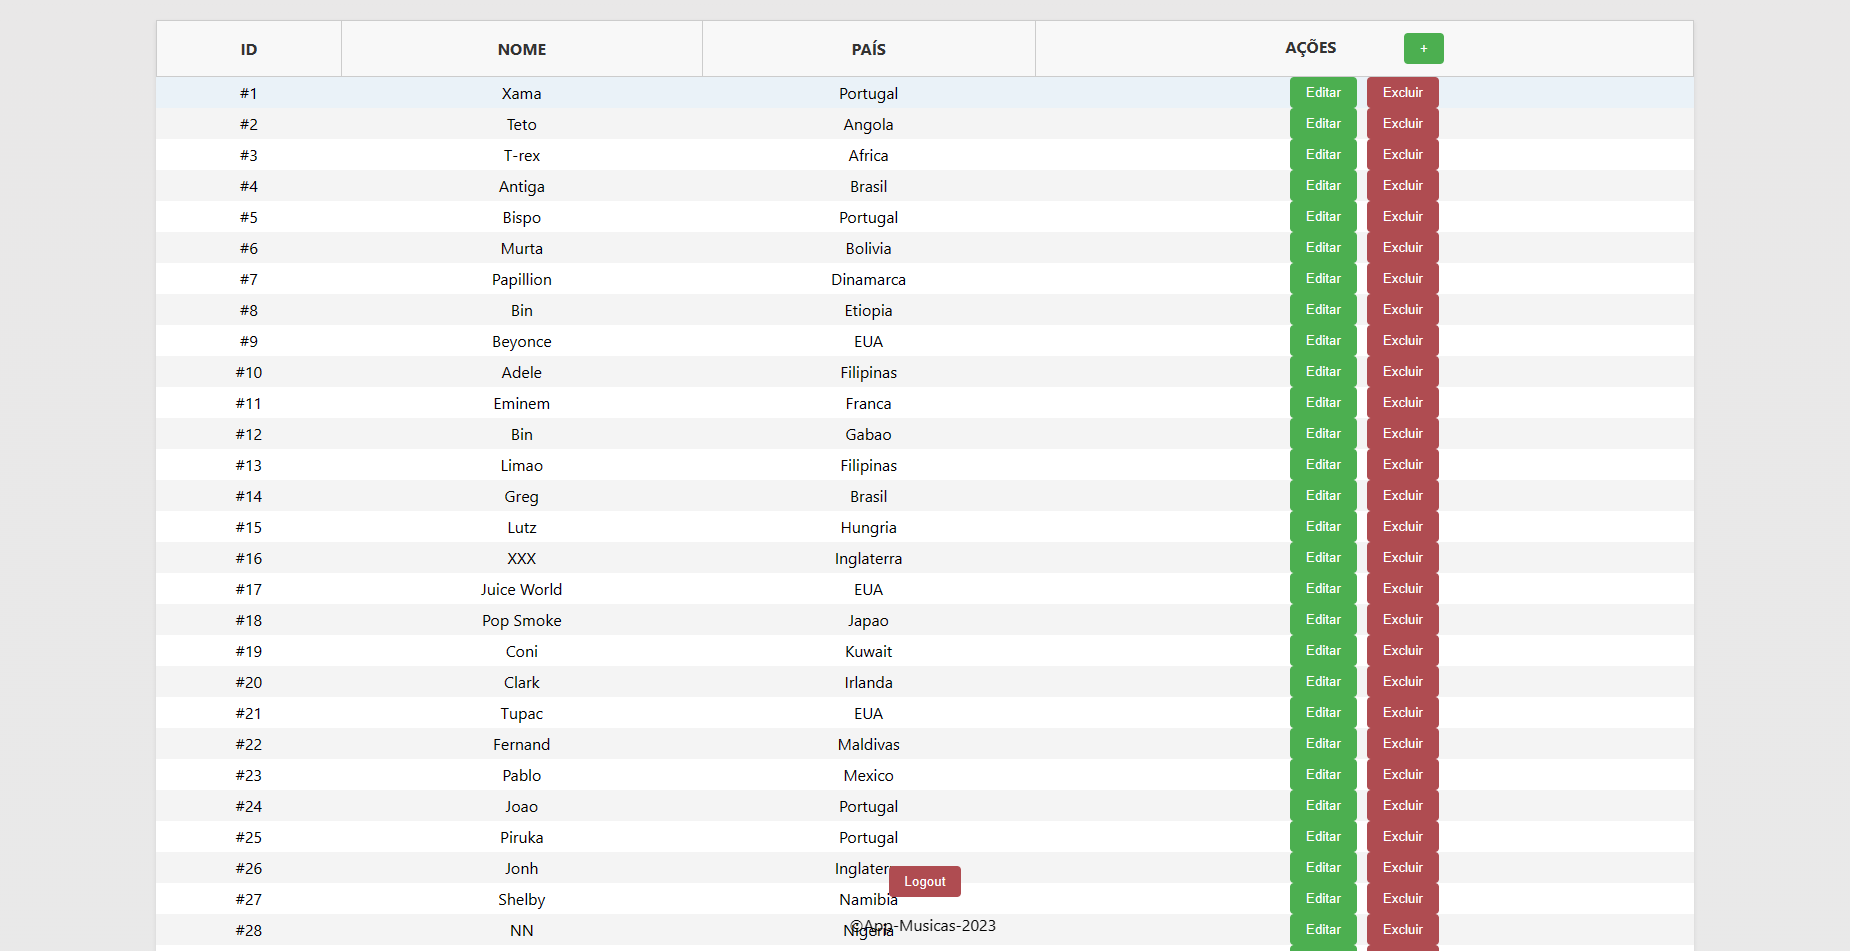 ID NOME PAÍS AÇÕES +
#1 Xama Portugal Editar Excluir
#2 Teto Angola Editar Excluir
#3 T-rex Africa Editar Excluir
#4 Antiga Brasil Editar Excluir
#5 Bispo Portugal Editar Excluir
#6 Murta Bolivia Editar Excluir
#7 Papillion Dinamarca Editar Excluir
#8 Bin Etiopia Editar Excluir
#9 Beyonce EUA Editar Excluir
#10 Adele Filipinas Editar Excluir
#11 Eminem Franca Editar Excluir
#12 Bin Gabao Editar Excluir
#13 Limao Filipinas Editar Excluir
#14 Greg Brasil Editar Excluir
#15 Lutz Hungria Editar Excluir
#16 XXX Inglaterra Editar Excluir
#17 Juice World EUA Editar Excluir
#18 Pop Smoke Japao Editar Excluir
#19 Coni Kuwait Editar Excluir
#20 Clark Irlanda Editar Excluir
#21 Tupac EUA Editar Excluir
#22 Fernand Maldivas Editar Excluir
#23 Pablo Mexico Editar Excluir
#24 Joao Portugal Editar Excluir
#25 Piruka Portugal Editar Excluir
#26 Jonh Inglater Editar Excluir
Logout
#27 Shelby Namibia Editar Excluir
©App-Musicas-2023
#28 NN Nigeria Editar Excluir